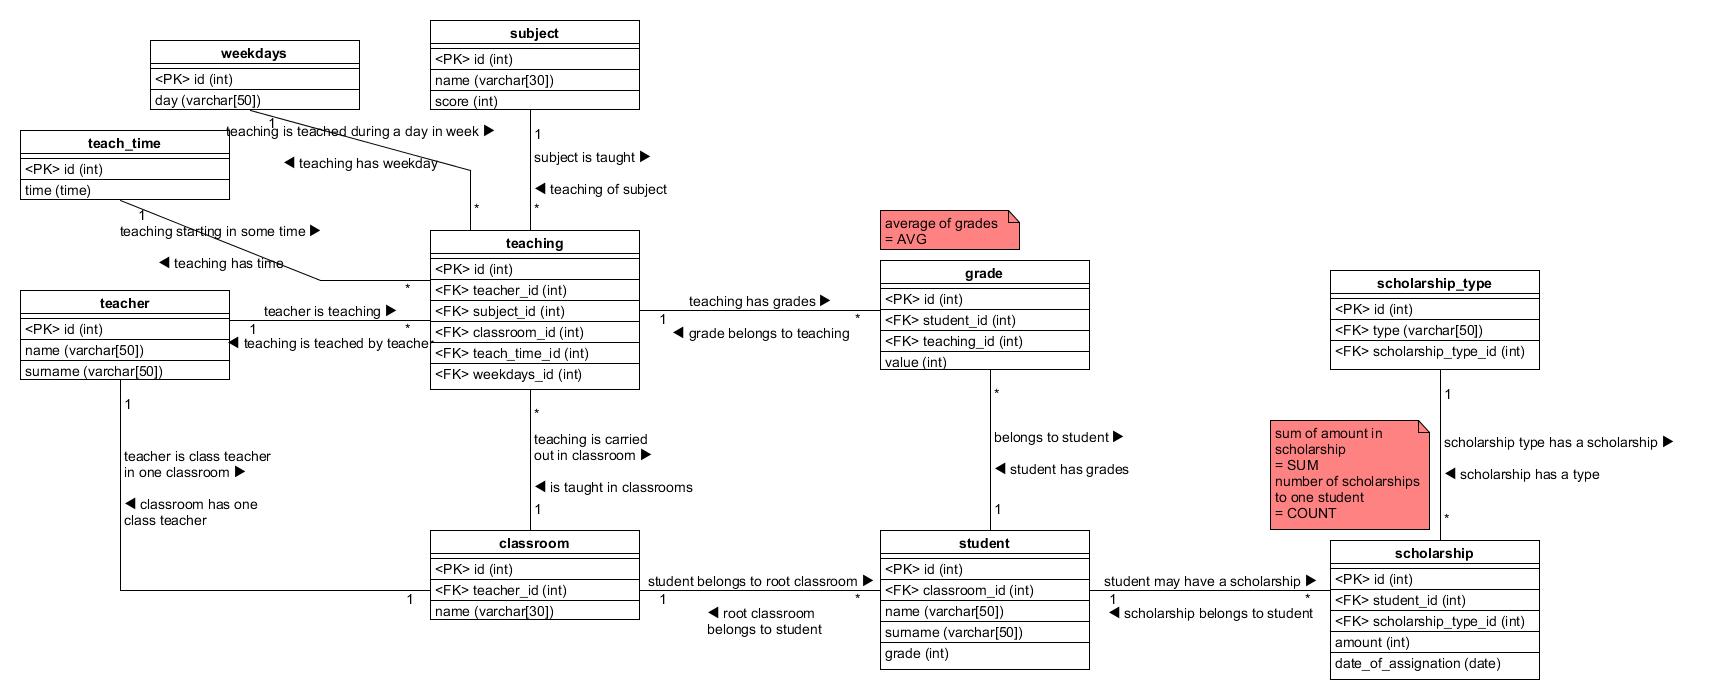 weekdays
<PK> id (int)
day (varchar[50])
subject
<PK> id (int)
name (varchar[30])
score (int)
1
teaching is teached during a day in week ▶
◀ teaching has weekday
*
1
subject is taught ▶
◀ teaching of subject
*
teach_time
<PK> id (int)
time (time)
1
teaching starting in some time ▶
◀ teaching has time
*
teaching
<PK> id (int)
<FK> teacher_id (int)
<FK> subject_id (int)
<FK> classroom_id (int)
<FK> teach_time_id (int)
<FK> weekdays_id (int)
average of grades
= AVG
grade
<PK> id (int)
<FK> student_id (int)
<FK> teaching_id (int)
value (int)
scholarship_type
<PK> id (int)
<FK> type (varchar[50])
<FK> scholarship_type_id (int)
teacher
<PK> id (int)
name (varchar[50])
surname (varchar[50])
teacher is teaching ▶
1
*
◀ teaching is teached by teacher
teaching has grades ▶
1
*
◀ grade belongs to teaching
1
teacher is class teacher
in one classroom ▶
◀ classroom has one
class teacher
1
*
teaching is carried
out in classroom ▶
◀ is taught in classrooms
1
*
belongs to student ▶
◀ student has grades
1
1
scholarship type has a scholarship ▶
◀ scholarship has a type
*
sum of amount in
scholarship
= SUM
number of scholarships
to one student
= COUNT
classroom
<PK> id (int)
<FK> teacher_id (int)
name (varchar[30])
student belongs to root classroom ▶
1
*
◀ root classroom
belongs to student
student
<PK> id (int)
<FK> classroom_id (int)
name (varchar[50])
surname (varchar[50])
grade (int)
student may have a scholarship ▶
1
*
◀ scholarship belongs to student
scholarship
<PK> id (int)
<FK> student_id (int)
<FK> scholarship_type_id (int)
amount (int)
date_of_assignation (date)